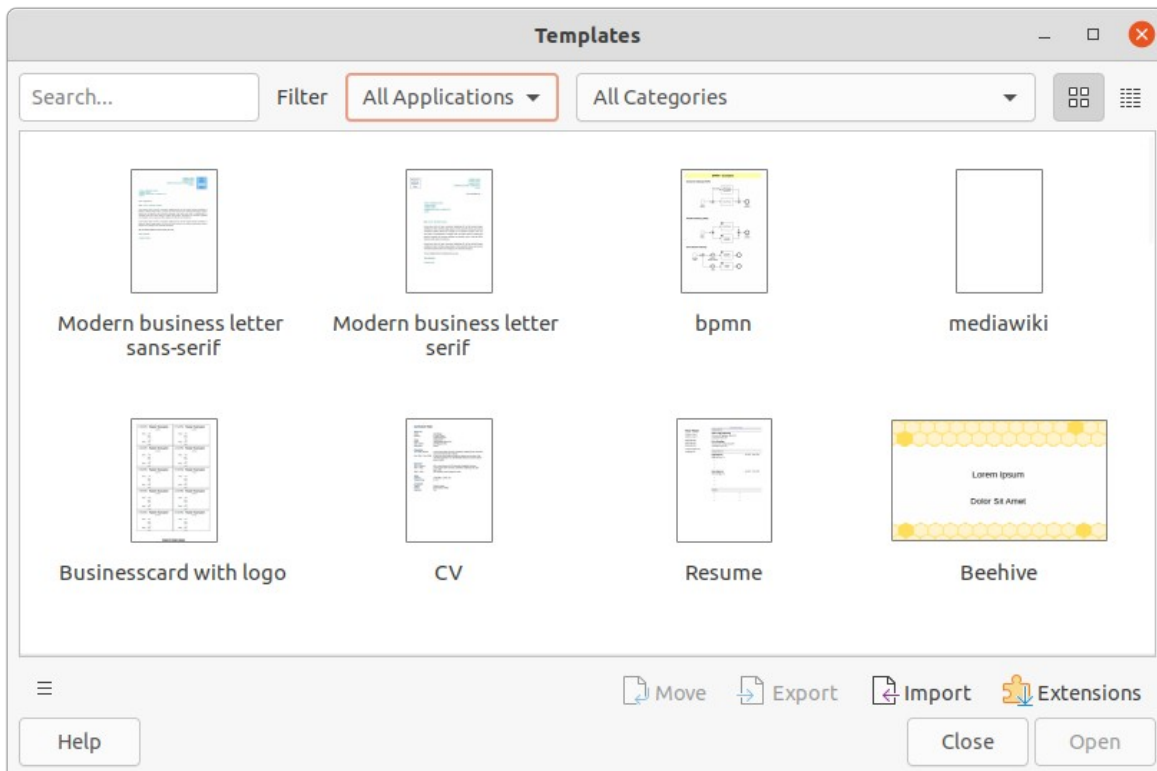 Templates
Search...
Filter
All Applications
All Categories
Modern business letter
sans-serif
Modern business letter
serif
bpmn
mediawiki
Lorem Ipsum
Dolor Sit Amet
Businesscard with logo
CV
Resume
Beehive
Move
Export
Import
Extensions
Help
Close
Open